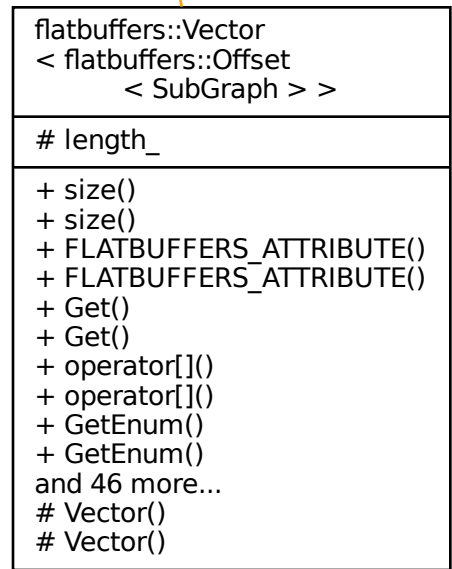 flatbuffers::Vector
< flatbuffers::Offset
< SubGraph > >
# length_
+ size()
+ size()
+ FLATBUFFERS_ATTRIBUTE()
+ FLATBUFFERS_ATTRIBUTE()
+ Get()
+ Get()
+ operator[]()
+ operator[]()
+ GetEnum()
+ GetEnum()
and 46 more...
# Vector()
# Vector()